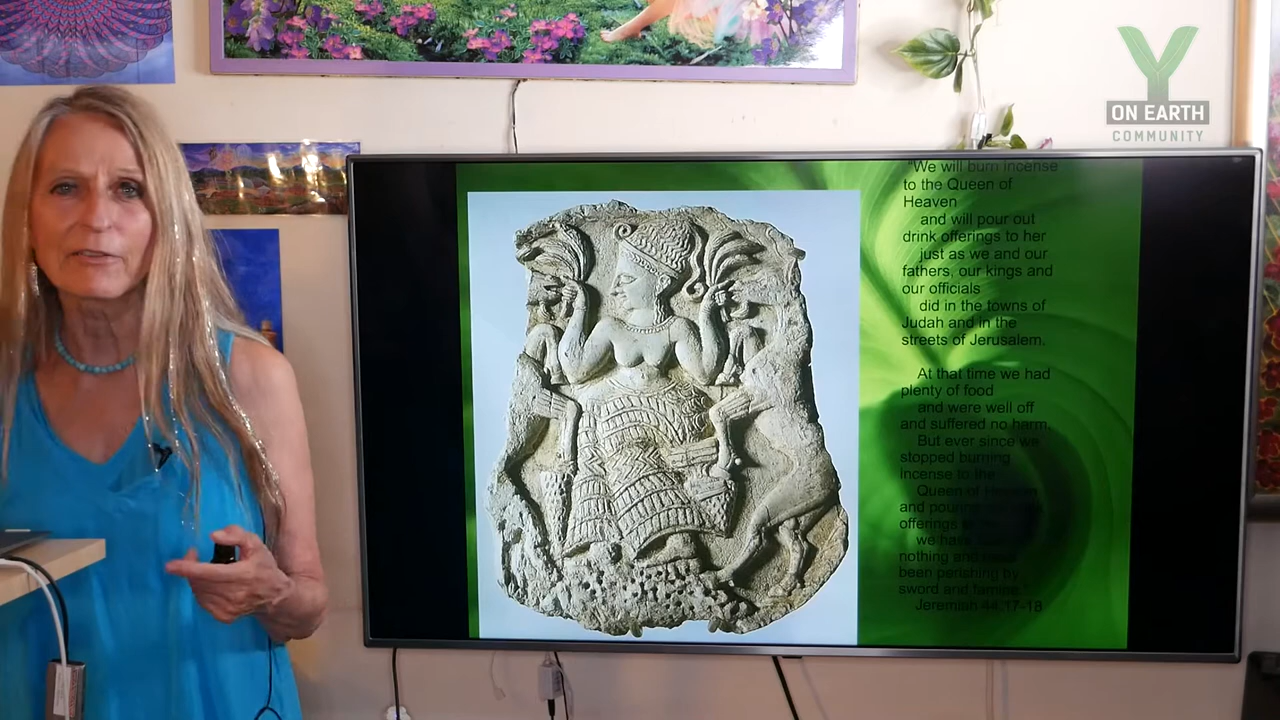 Y
ON EARTH
COMMUNITY
"We will burn incense
to the Queen of
Heaven
and will pour out
drink offerings to her
just as we and our
fathers, our kings and
our officials
did in the towns of
Judah and in the
streets of Jerusalem.
At that time we had
plenty of food
and were well off
and suffered no harm.
But ever since we
stopped burning
incense to the
Queen of Heaven
and pouring
offerings
we have
nothing and have
been perishing by
sword and famine."
Jeremiah 44:17-18